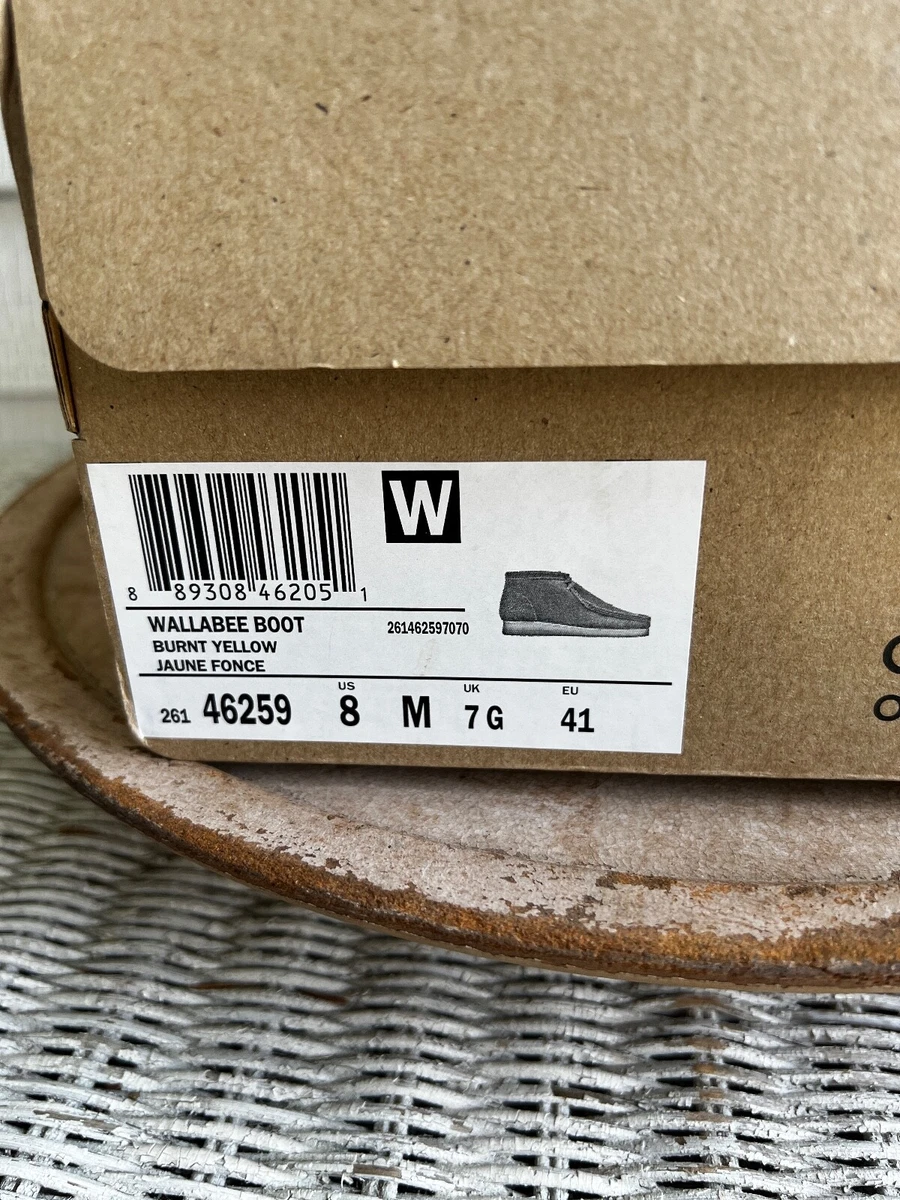 W
8 89308 46205 1
WALLABEE BOOT 261462597070
BURNT YELLOW
JAUNE FONCE
US UK EU
261 46259 8 M 7 G 41